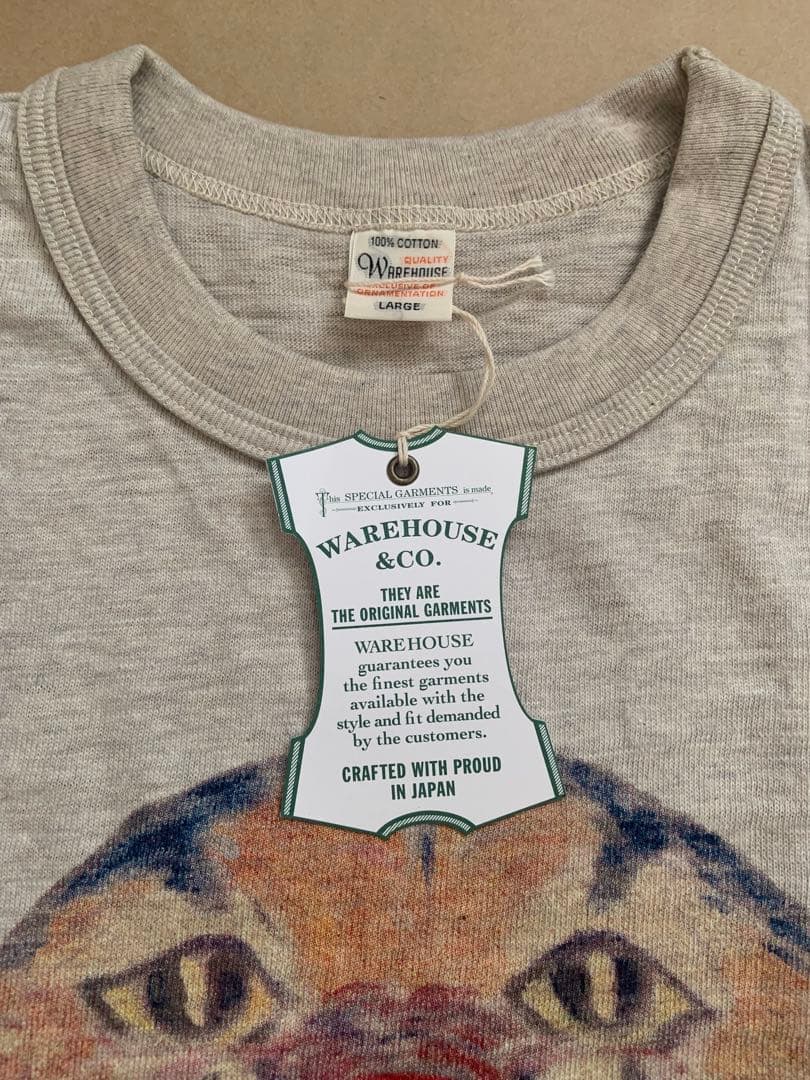 100% COTTON
QUALITY
WAREHOUSE
EXCLUSIVE OF
ORNAMENTATION
LARGE
This SPECIAL GARMENTS is made
EXCLUSIVELY FOR
WAREHOUSE
&CO.
THEY ARE
THE ORIGINAL GARMENTS
WAREHOUSE
guarantees you
the finest garments
available with the
style and fit demanded
by the customers.
CRAFTED WITH PROUD
IN JAPAN